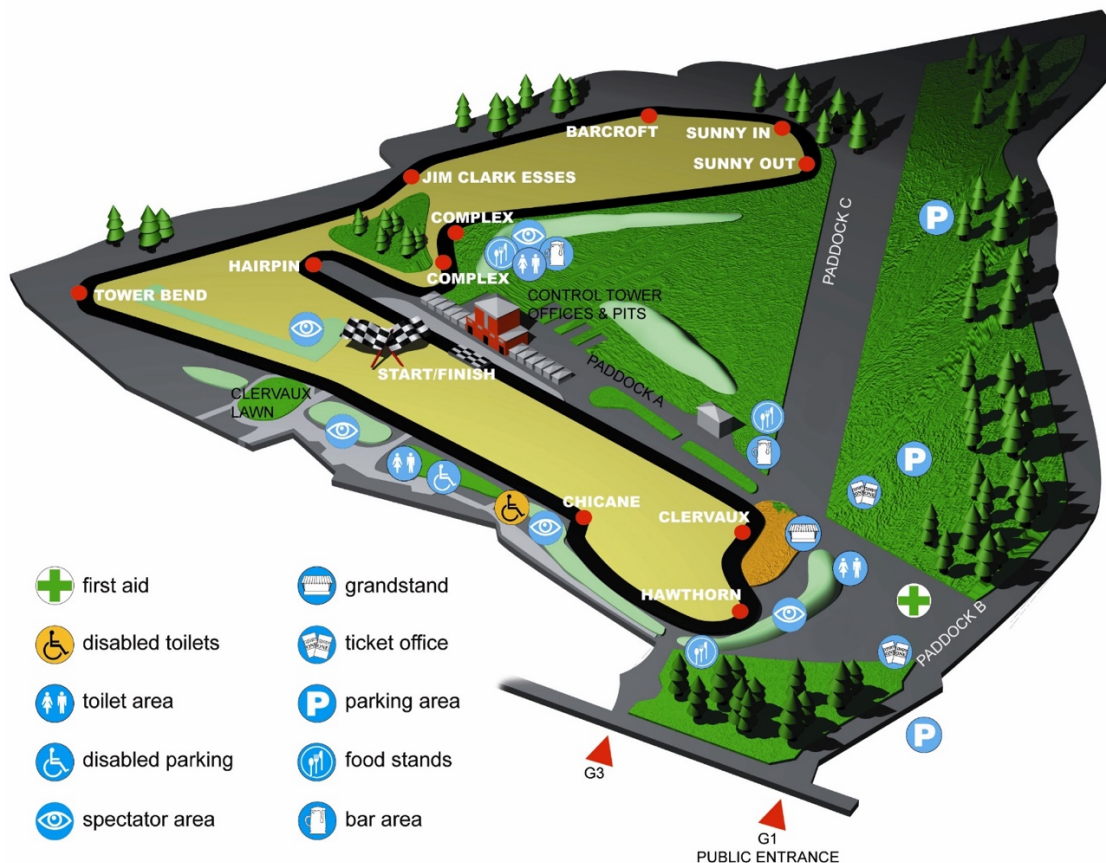 BARCROFT
SUNNY IN
SUNNY OUT
JIM CLARK ESSES
COMPLEX
COMPLEX
HAIRPIN
TOWER BEND
PADDOCK C
P
CONTROL TOWER
OFFICES & PITS
START/FINISH
PADDOCK A
CLERVAUX
LAWN
P
CHICANE
CLERVAUX
HAWTHORN
PADDOCK B
P
first aid
disabled toilets
toilet area
disabled parking
spectator area
grandstand
ticket office
P
parking area
food stands
bar area
G3
G1
PUBLIC ENTRANCE